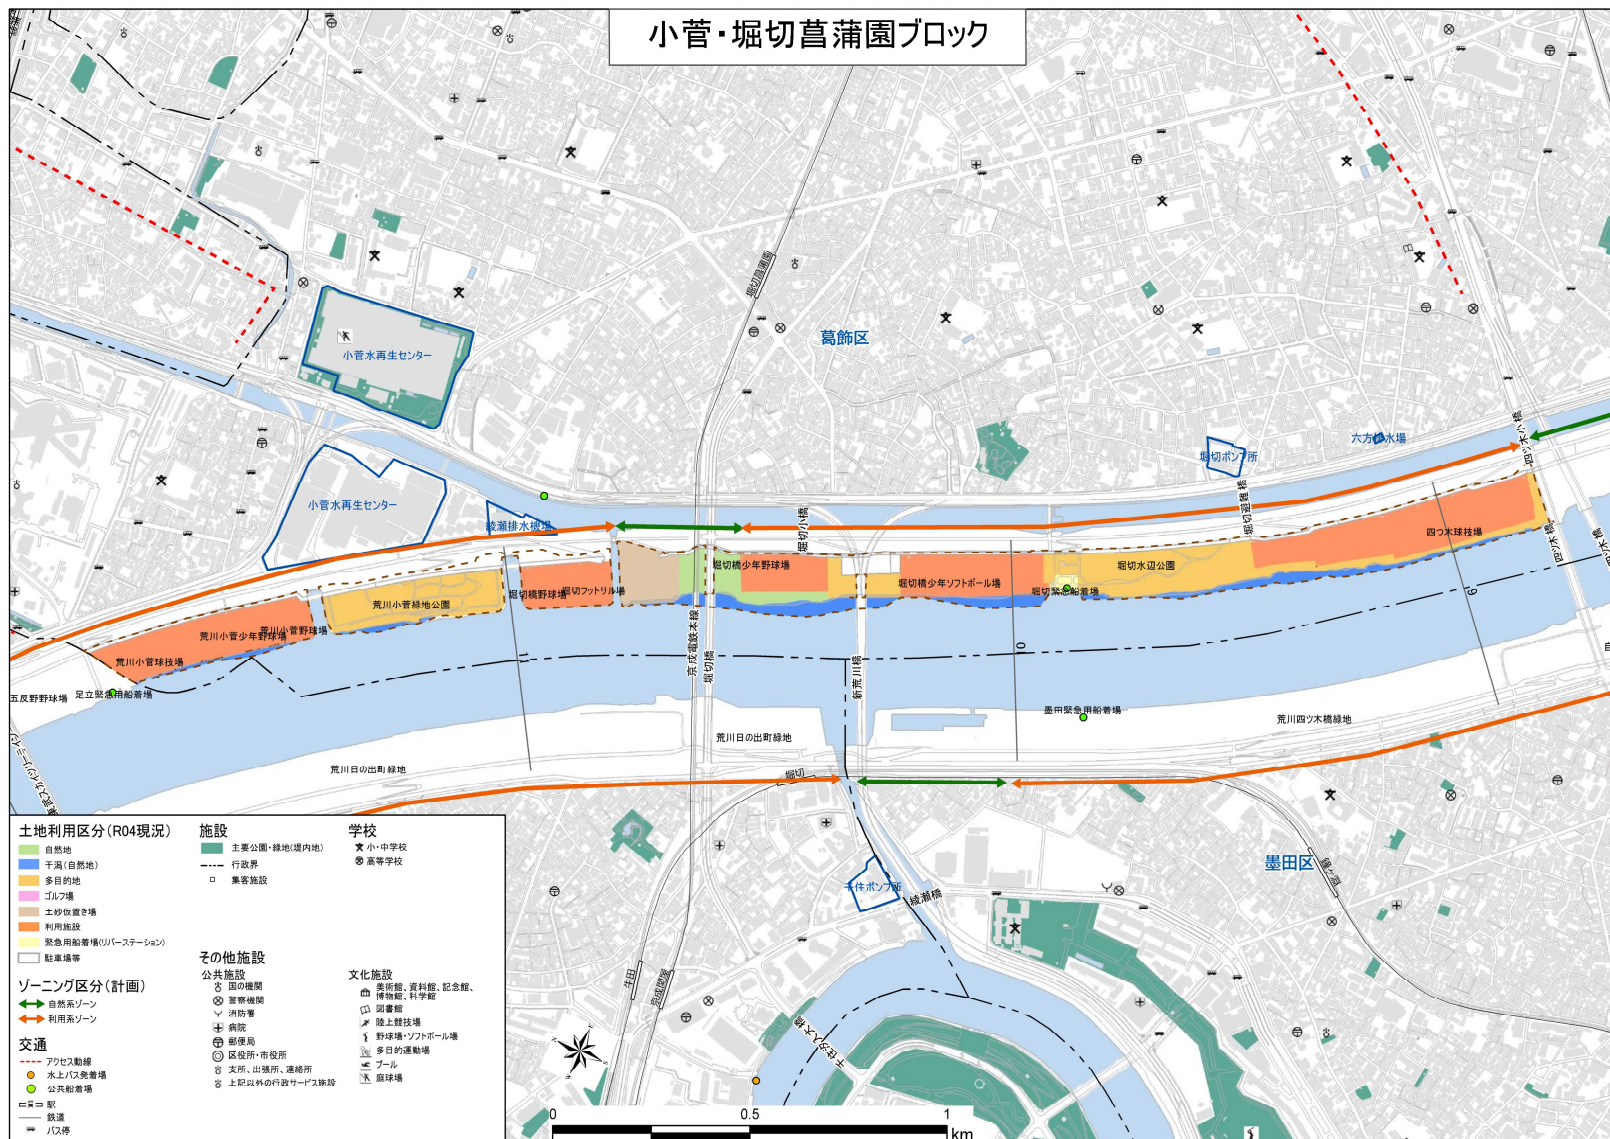 小菅・堀切菖蒲園ブロック
堀切菖蒲園
葛飾区
小菅水再生センター
小菅水再生センター
綾瀬排水機場
堀切ポンプ所
六方排水場
四ツ木小橋
堀切小橋
堀切避難橋
四ツ木橋
四つ木球技場
堀切水辺公園
堀切緊急船着場
堀切橋少年野球場
堀切橋少年ソフトボール場
堀切橋野球場
荒川小菅緑地公園
荒川小菅野球場
荒川小菅少年野球場
荒川小菅球技場
足立緊急用船着場
五反野野球場
京成電鉄本線
堀切橋
新荒川橋
11
10
9
墨田緊急用船着場
荒川四ツ木橋緑地
荒川日の出町緑地
荒川日の出町緑地
堀切
墨田区
鐘ヶ淵
千住ポンプ所
綾瀬橋
牛田
京成関屋
土地利用区分(R04現況)
自然地
干潟(自然地)
多目的地
ゴルフ場
土砂仮置き場
利用施設
緊急用船着場(リバーステーション)
駐車場等
ゾーニング区分(計画)
自然系ゾーン
利用系ゾーン
交通
アクセス動線
水上バス発着場
公共船着場
駅
鉄道
バス停
施設
主要公園・緑地(堤内地)
行政界
集客施設
学校
小・中学校
高等学校
その他施設
公共施設
国の機関
警察機関
消防署
病院
郵便局
区役所・市役所
支所、出張所、連絡所
上記以外の行政サービス施設
文化施設
美術館、資料館、記念館、
博物館、科学館
図書館
陸上競技場
野球場・ソフトボール場
多目的運動場
プール
庭球場
N
E
S
W
0 0.5 1
km